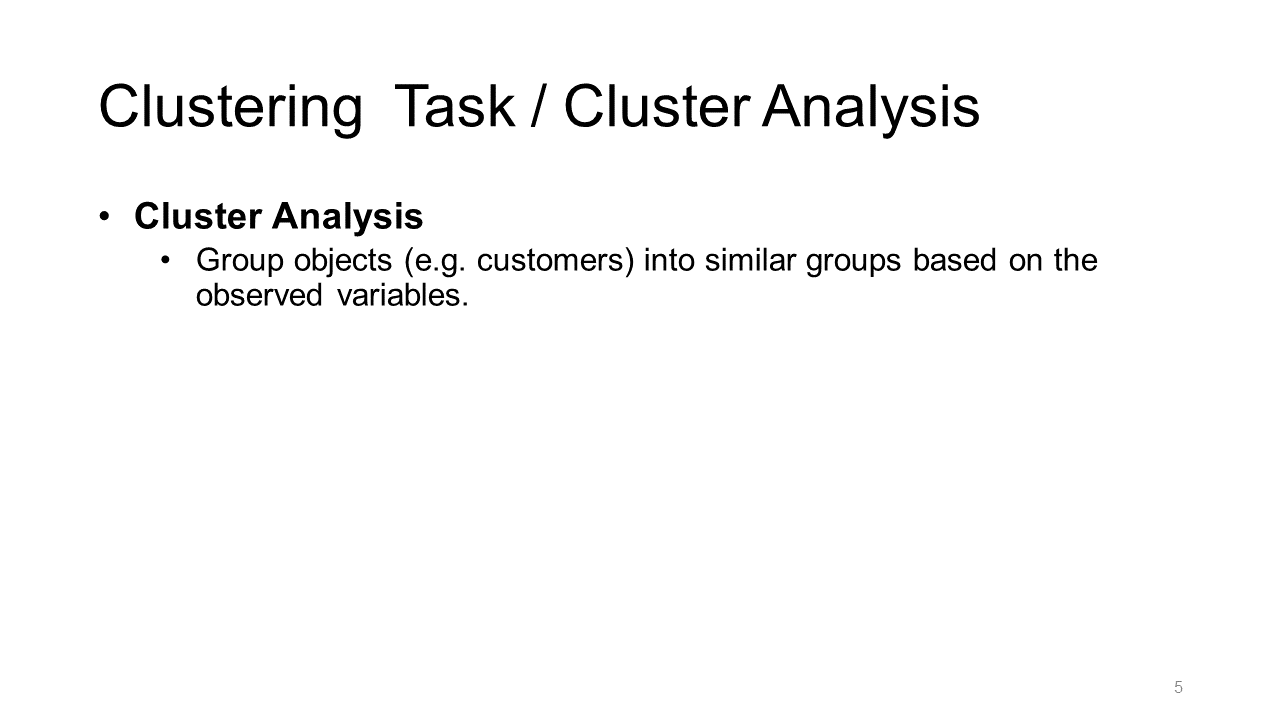 Clustering  Task / Cluster Analysis
• Cluster Analysis
• Group objects (e.g. customers) into similar groups based on the
observed variables.
5